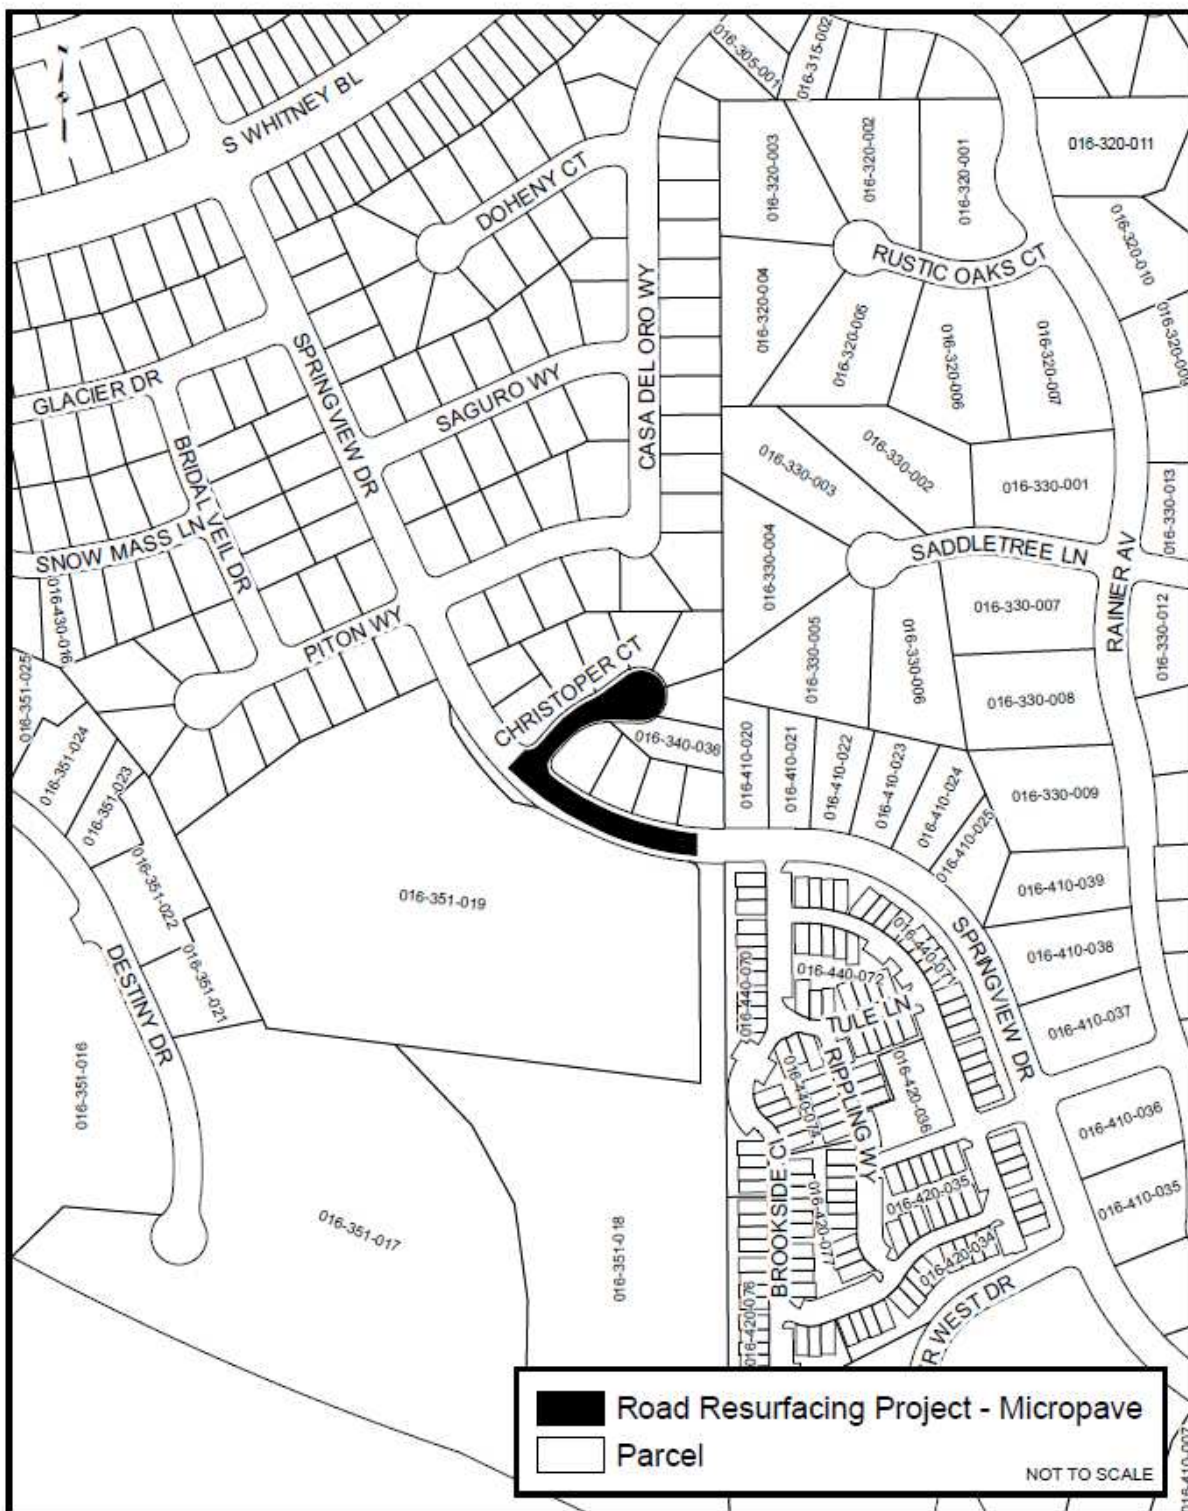 016-305-001
016-315-002
S WHITNEY BL
016-320-003
016-320-002
016-320-001
016-320-011
DOHENY CT
016-320-010
RUSTIC OAKS CT
016-320-004
016-320-005
016-320-006
016-320-007
CASA DEL ORO WY
SPRINGVIEW DR
SAGURO WY
GLACIER DR
BRIDAL VEIL DR
016-330-003
016-330-002
016-330-001
016-330-013
SNOW MASS LN
016-430-016
016-330-004
SADDLETREE LN
RAINIER AV
016-330-007
016-330-012
PITON WY
016-330-005
016-330-006
016-351-025
CHRISTOPER CT
016-330-008
016-351-024
016-351-023
016-410-020
016-410-021
016-410-022
016-410-023
016-410-024
016-410-025
016-330-009
016-351-022
016-351-019
016-410-039
SPRINGVIEW DR
DESTINY DR
016-351-021
016-440-070
016-440-071
016-440-072
016-410-038
TULE LN
016-410-037
016-351-016
RIPPLING WY
016-440-074
016-420-036
016-410-036
BROOKSIDE CI
016-420-035
016-410-035
016-351-017
016-351-018
016-420-077
016-420-034
016-420-076
R WEST DR
Road Resurfacing Project - Micropave
Parcel
NOT TO SCALE